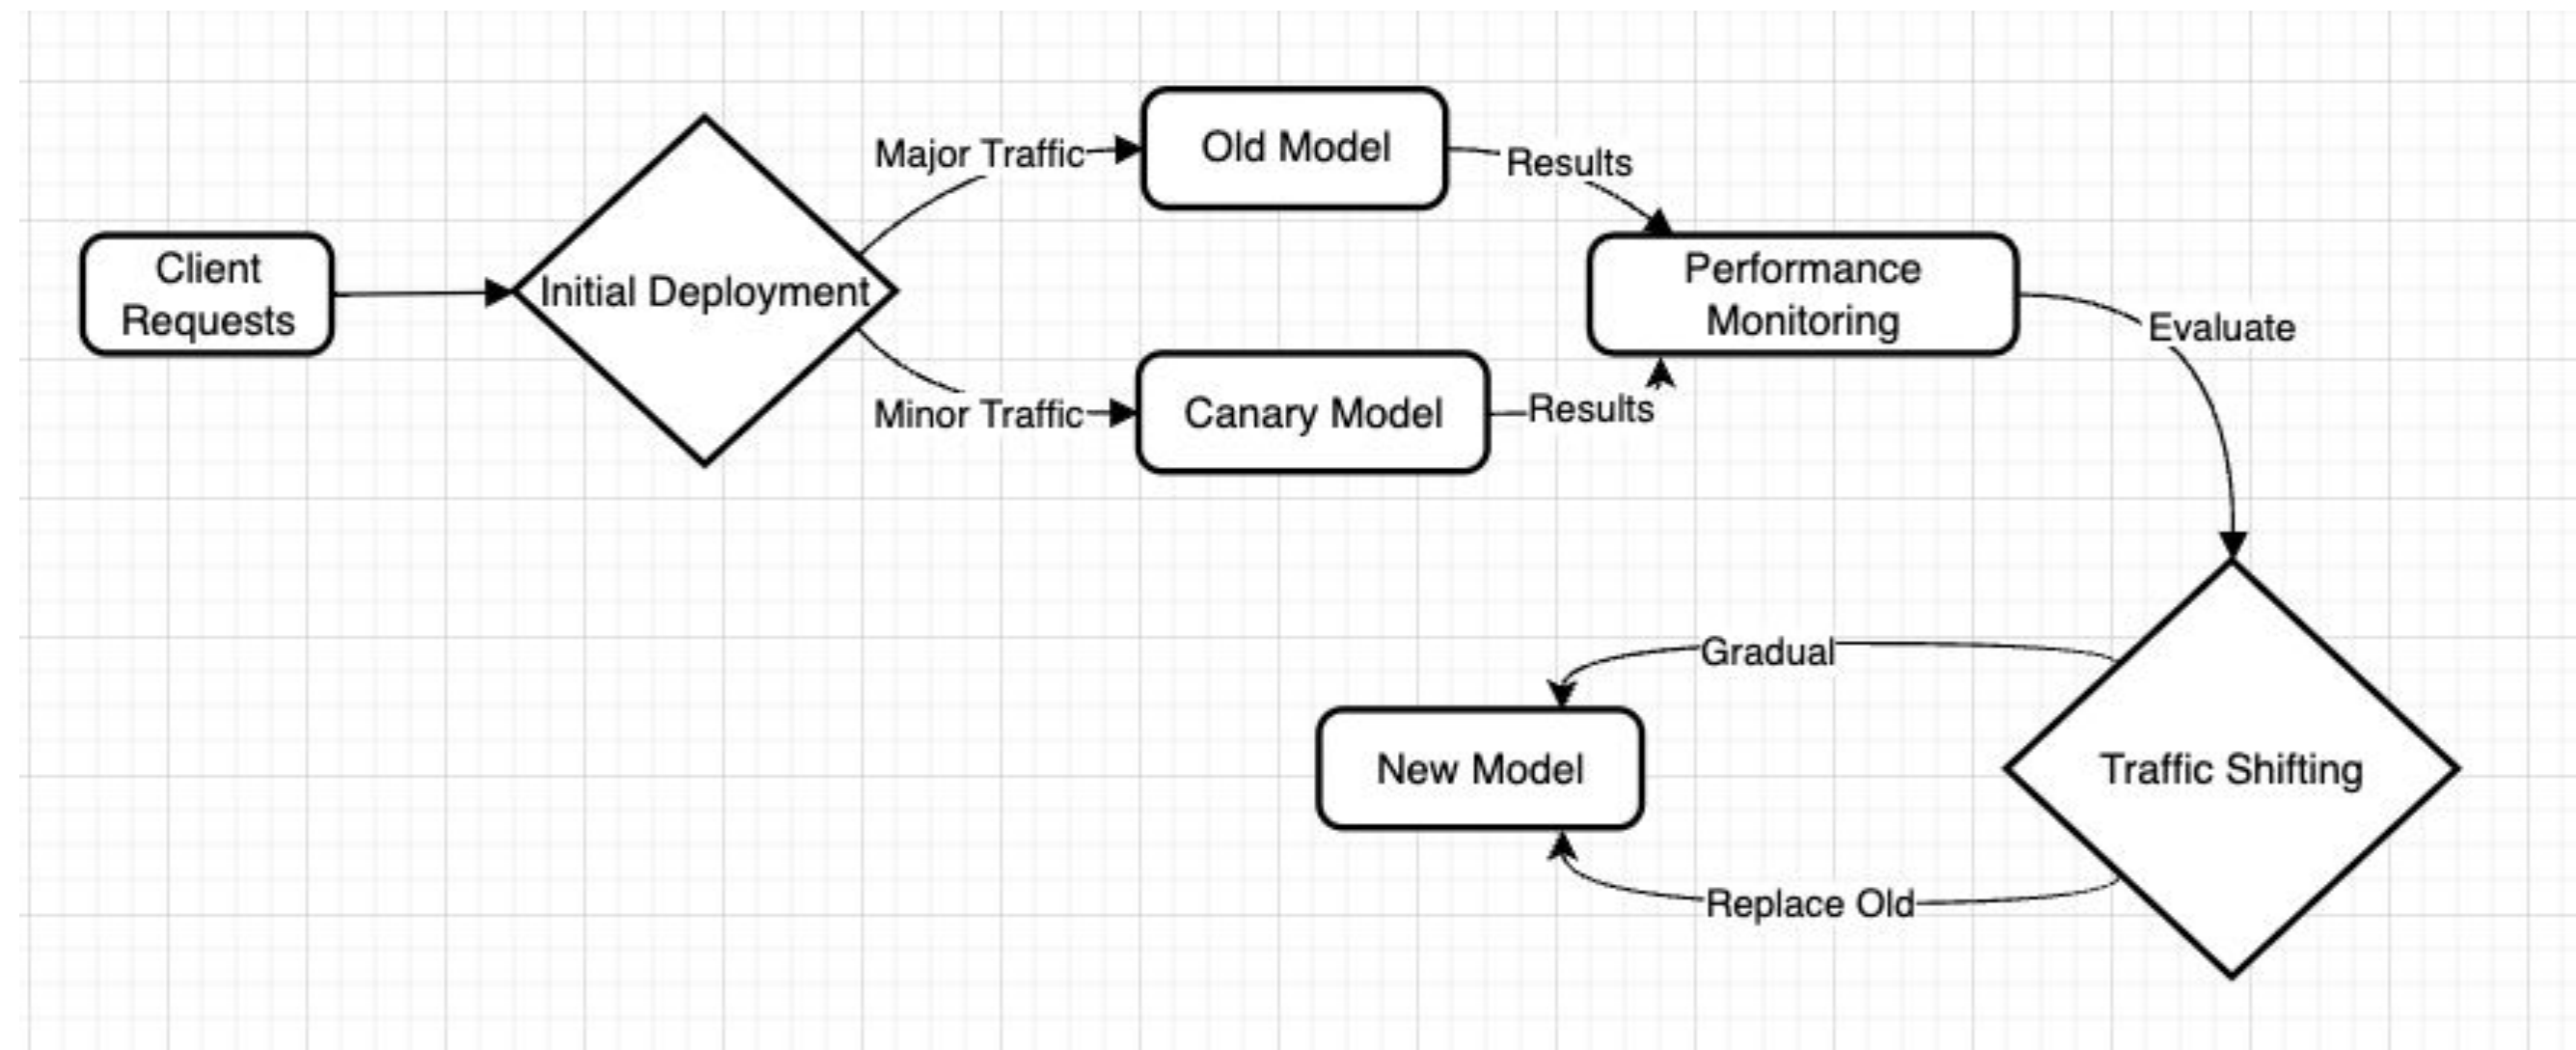 Client
Requests
Initial Deployment
Major Traffic
Minor Traffic
Old Model
Canary Model
Results
Results
Performance
Monitoring
Evaluate
Traffic Shifting
Gradual
Replace Old
New Model